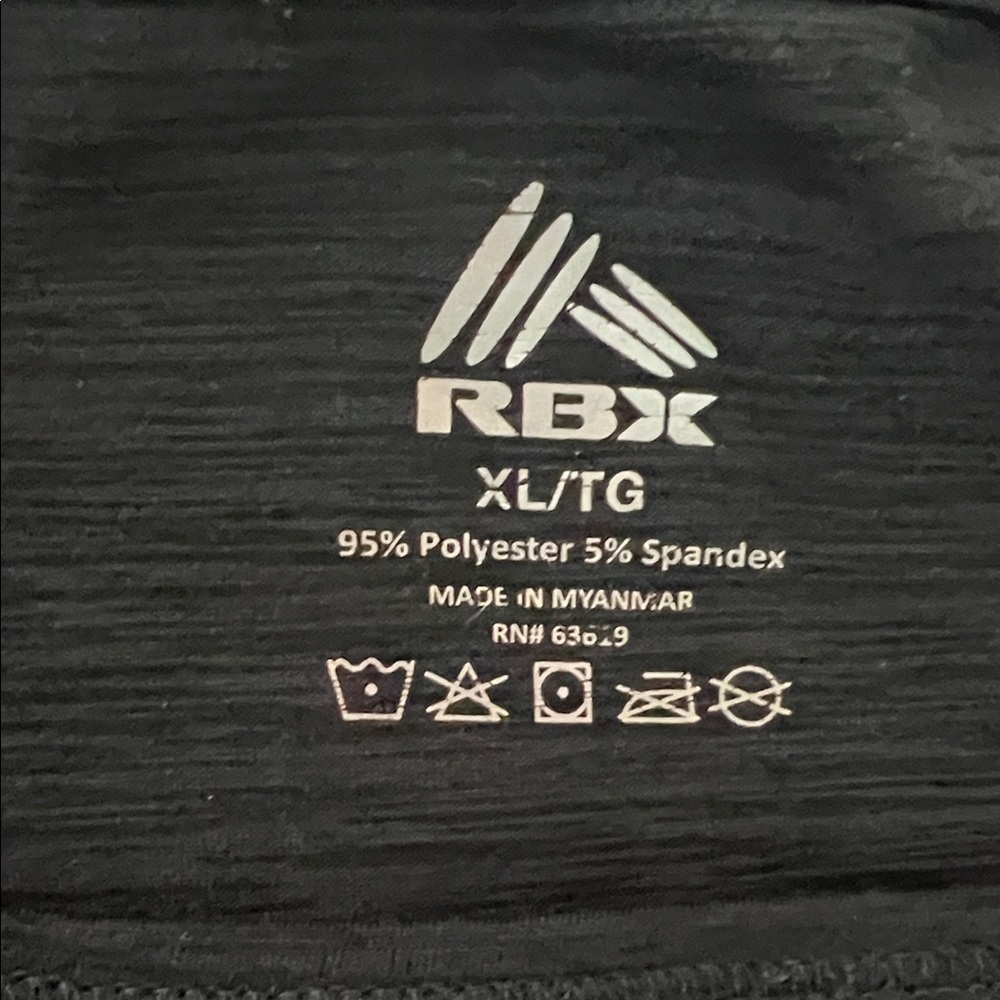 RBX
XL/TG
95% Polyester 5% Spandex
MADE IN MYANMAR
RN#